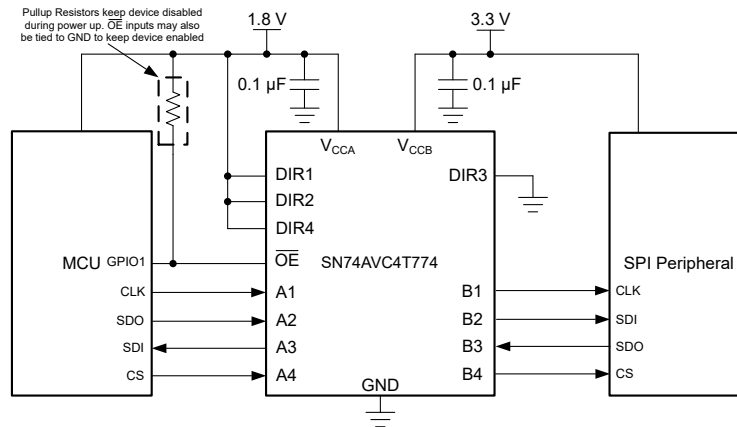 Pullup Resistors keep device disabled
during power up. OE inputs may also
be tied to GND to keep device enabled
1.8 V
3.3 V
0.1 µF
0.1 µF
VCCA
VCCB
DIR1
DIR2
DIR4
DIR3
MCU
GPIO1
OE
SN74AVC4T774
SPI Peripheral
CLK
A1
B1
CLK
SDO
A2
B2
SDI
SDI
A3
B3
SDO
CS
A4
B4
CS
GND